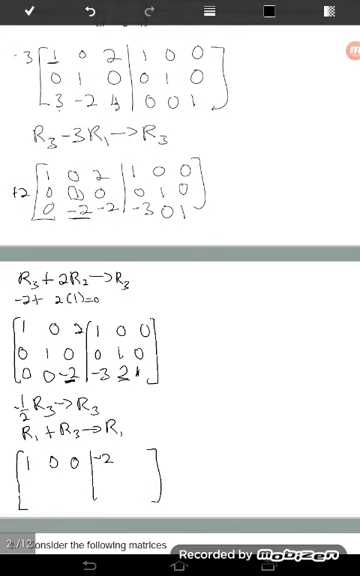 -3 [ 1 0 2 | 1 0 0
0 1 0 | 0 1 0
3 -2 4 | 0 0 1 ]
R3 - 3R1 -> R3
+2 [ 1 0 2 | 1 0 0
0 1 0 | 0 1 0
0 -2 -2 | -3 0 1 ]
R3 + 2R2 -> R3
-2 + 2(1) = 0
[ 1 0 2 | 1 0 0
0 1 0 | 0 1 0
0 0 -2 | -3 2 1 ]
-1/2 R3 -> R3
R1 + R3 -> R1
[ 1 0 0 | -2 ]
2 /12 onsider the following matrices
Recorded by Mobizen